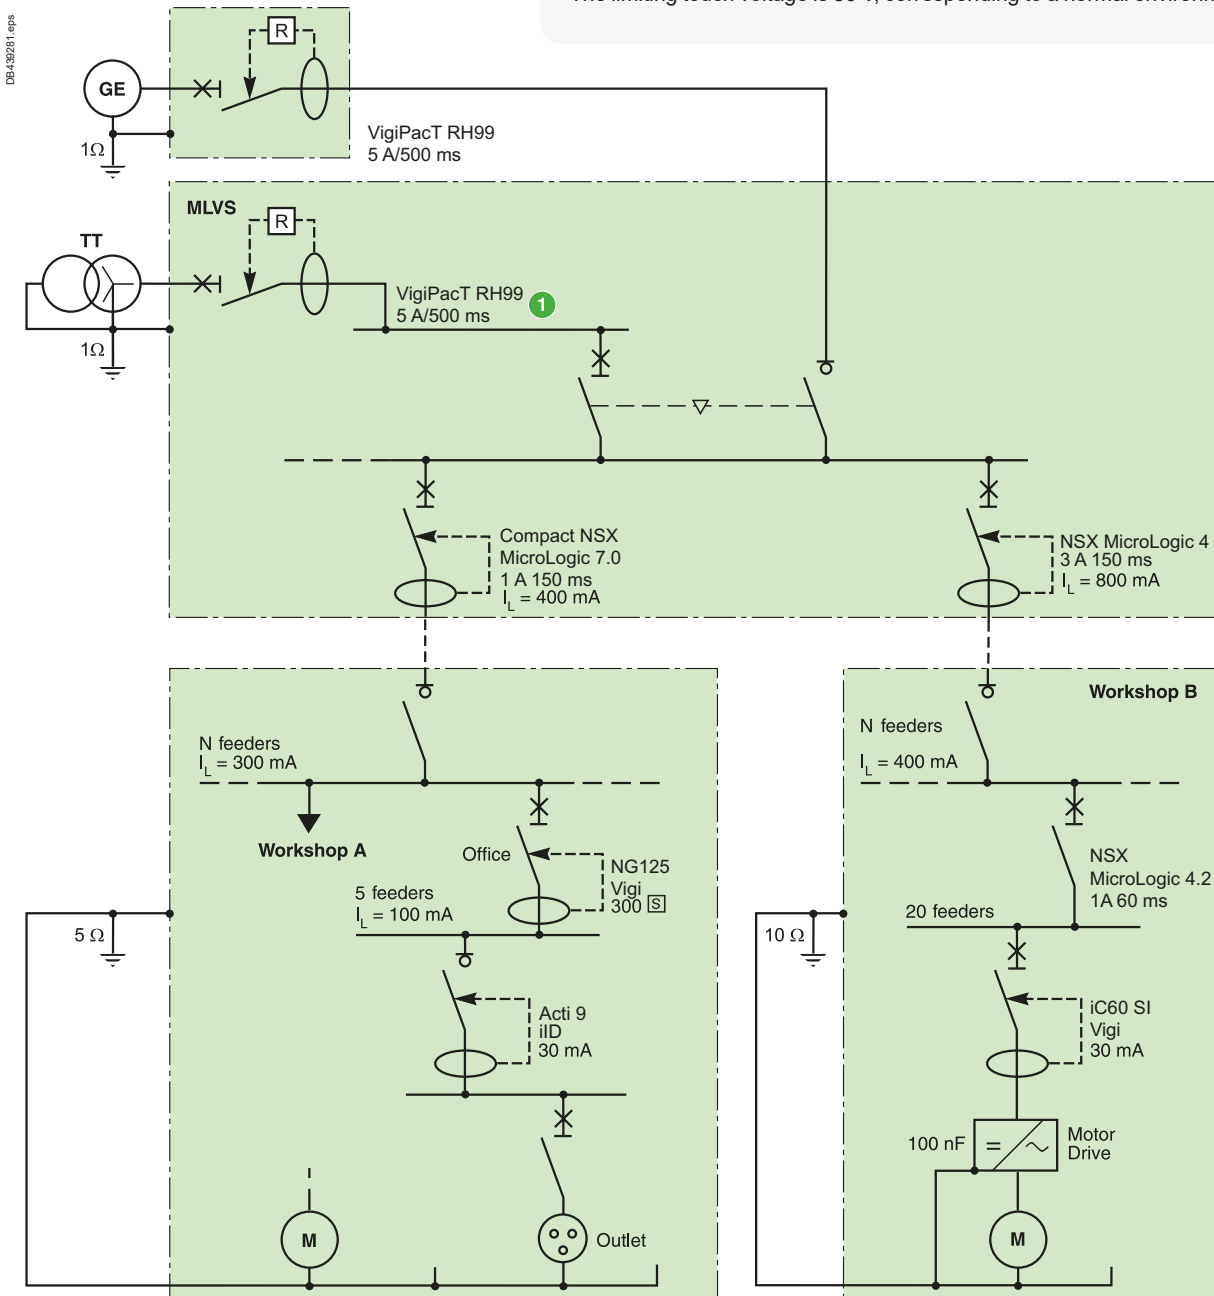 DB439281.eps
R
GE
1Ω
VigiPacT RH99
5 A/500 ms
MLVS
R
TT
VigiPacT RH99
5 A/500 ms
1
1Ω
Compact NSX
MicroLogic 7.0
1 A 150 ms
IL = 400 mA
NSX MicroLogic 4
3 A 150 ms
IL = 800 mA
N feeders
IL = 300 mA
Workshop A
Office
NG125
Vigi
300 S
5 feeders
IL = 100 mA
5 Ω
Acti 9
iID
30 mA
M
Outlet
Workshop B
N feeders
IL = 400 mA
NSX
MicroLogic 4.2
1A 60 ms
20 feeders
10 Ω
iC60 SI
Vigi
30 mA
100 nF
=
Motor
Drive
M